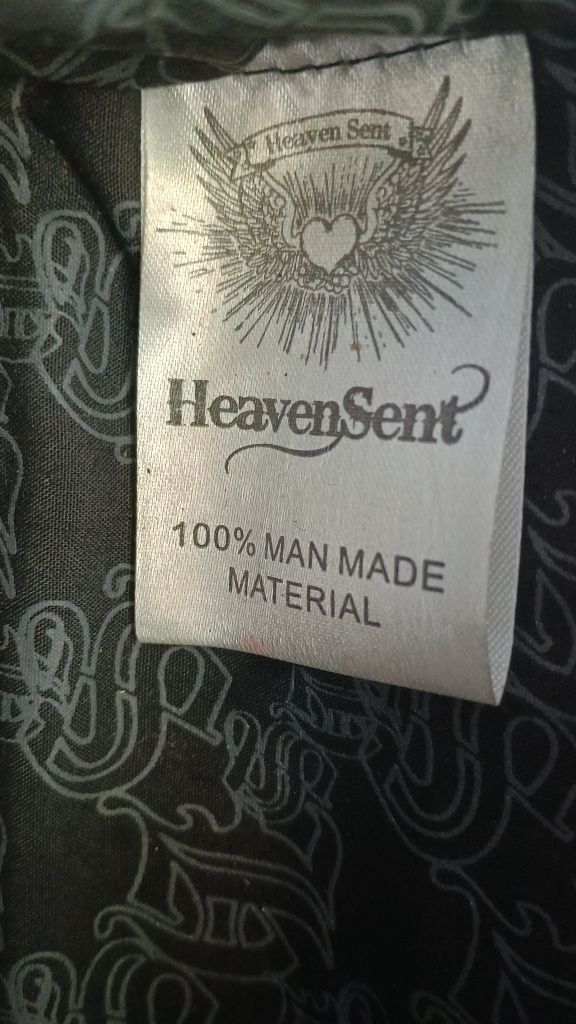 Heaven Sent
HeavenSent
100% MAN MADE
MATERIAL